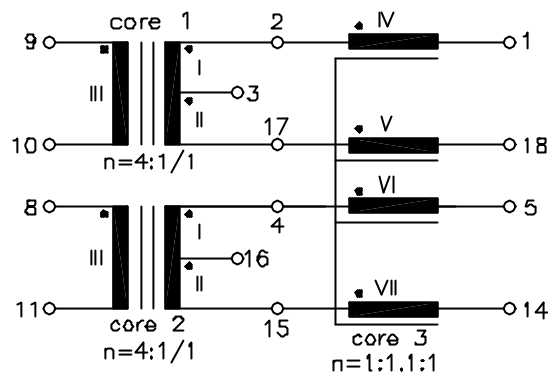 core 1
9
2
IV
1
I
III
3
II
17
V
10
18
n=4:1/1
VI
8
I
4
5
III
16
II
VII
11
14
core 2
15
core 3
n=4:1/1
n=1:1,1:1